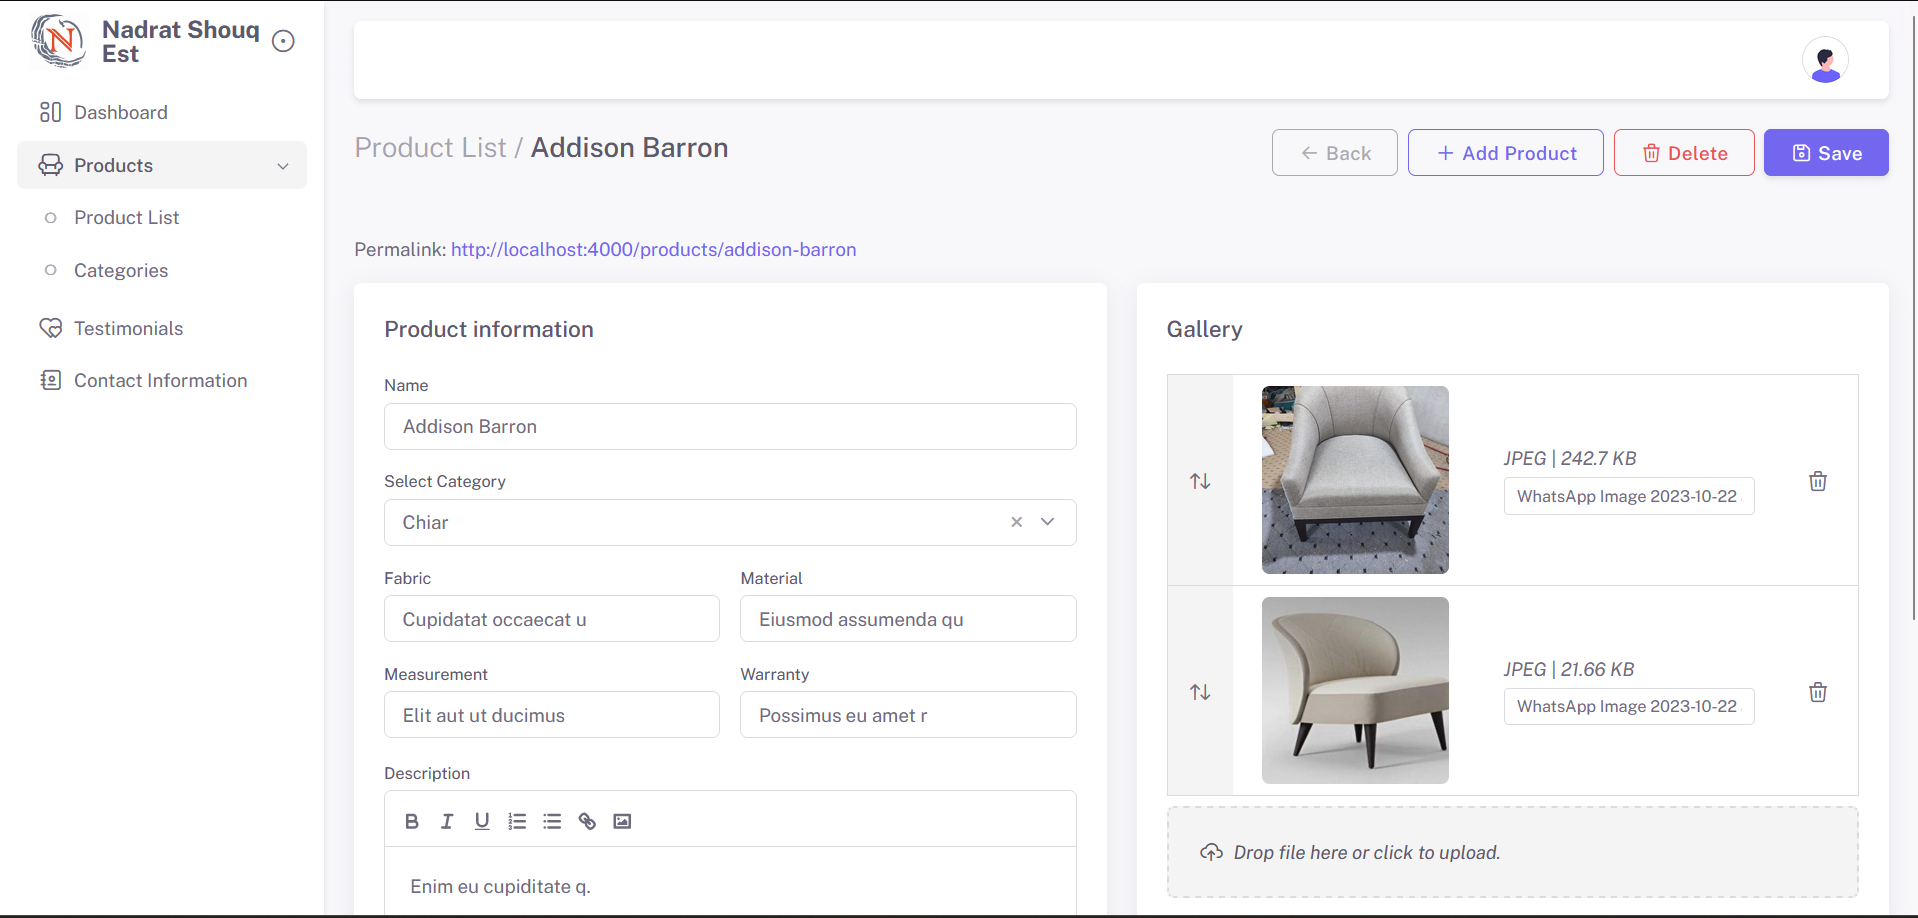 Nadrat Shouq
Est
Dashboard
Products
Product List
Categories
Testimonials
Contact Information
Product List / Addison Barron
Back
Add Product
Delete
Save
Permalink: http://localhost:4000/products/addison-barron
Product information
Name
Addison Barron
Select Category
Chiar
Fabric
Material
Cupidatat occaecat u
Eiusmod assumenda qu
Measurement
Warranty
Elit aut ut ducimus
Possimus eu amet r
Description
Enim eu cupiditate q.
Gallery
JPEG | 242.7 KB
WhatsApp Image 2023-10-22
JPEG | 21.66 KB
WhatsApp Image 2023-10-22
Drop file here or click to upload.